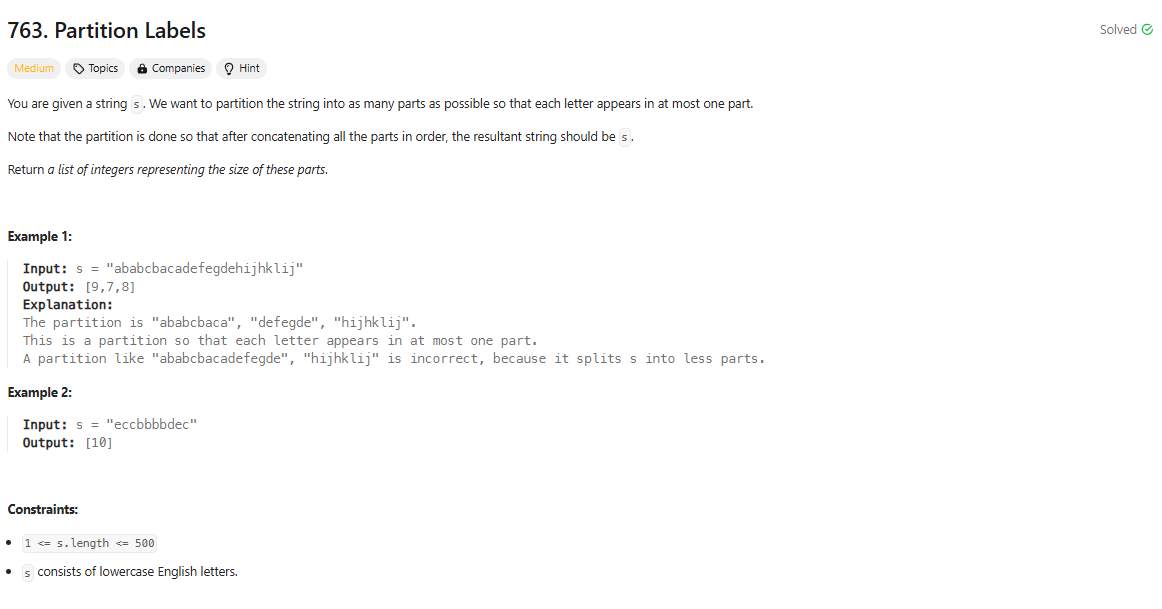 763. Partition Labels
Solved
Medium
Topics
Companies
Hint
You are given a string s. We want to partition the string into as many parts as possible so that each letter appears in at most one part.
Note that the partition is done so that after concatenating all the parts in order, the resultant string should be s.
Return a list of integers representing the size of these parts.
Example 1:
Input: s = "ababcbacadefegdehijhklij"
Output: [9,7,8]
Explanation:
The partition is "ababcbaca", "defegde", "hijhklij".
This is a partition so that each letter appears in at most one part.
A partition like "ababcbacadefegde", "hijhklij" is incorrect, because it splits s into less parts.
Example 2:
Input: s = "eccbbbbdec"
Output: [10]
Constraints:
• 1 <= s.length <= 500
• s consists of lowercase English letters.